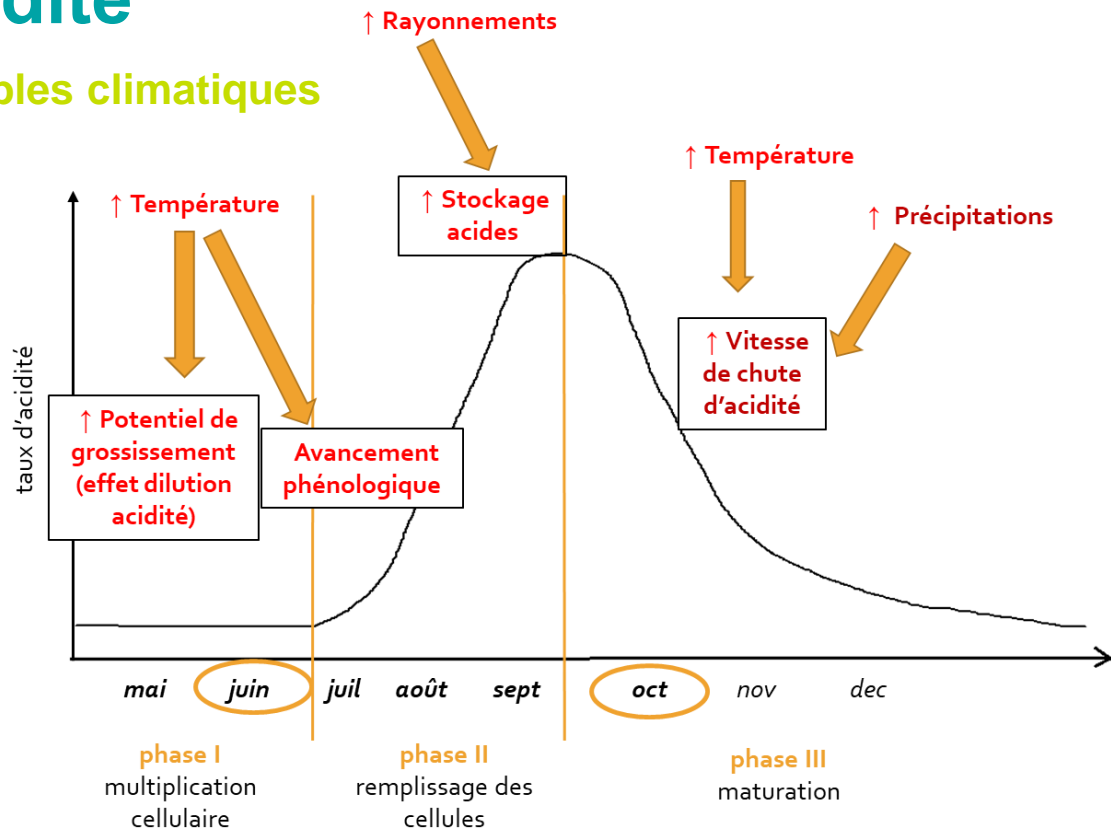 dité
bles climatiques
↑ Rayonnements
↑ Température
↑ Stockage
acides
↑ Température
↑ Précipitations
taux d'acidité
↑ Potentiel de
grossissement
(effet dilution
acidité)
Avancement
phénologique
↑ Vitesse
de chute
d'acidité
mai juin juil août sept oct nov dec
phase I
multiplication
cellulaire
phase II
remplissage des
cellules
phase III
maturation